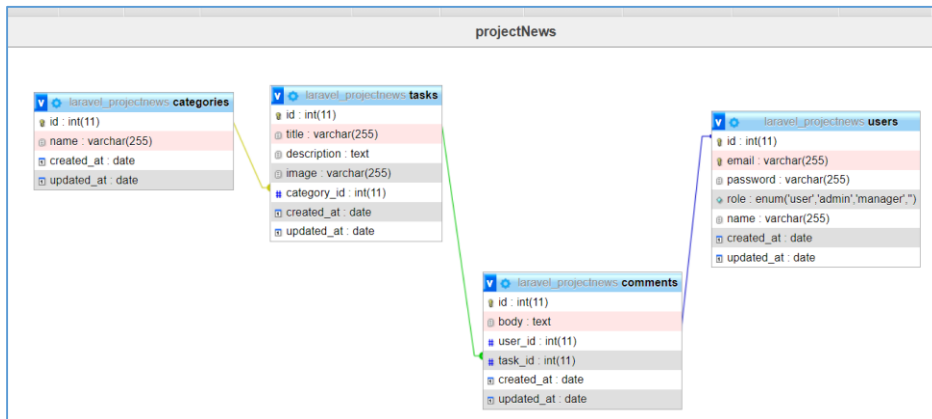 projectNews
laravel_projectnews categories
id : int(11)
name : varchar(255)
created_at : date
updated_at : date
laravel_projectnews tasks
id : int(11)
title : varchar(255)
description : text
image : varchar(255)
category_id : int(11)
created_at : date
updated_at : date
laravel_projectnews users
id : int(11)
email : varchar(255)
password : varchar(255)
role : enum('user','admin','manager','')
name : varchar(255)
created_at : date
updated_at : date
laravel_projectnews comments
id : int(11)
body : text
user_id : int(11)
task_id : int(11)
created_at : date
updated_at : date